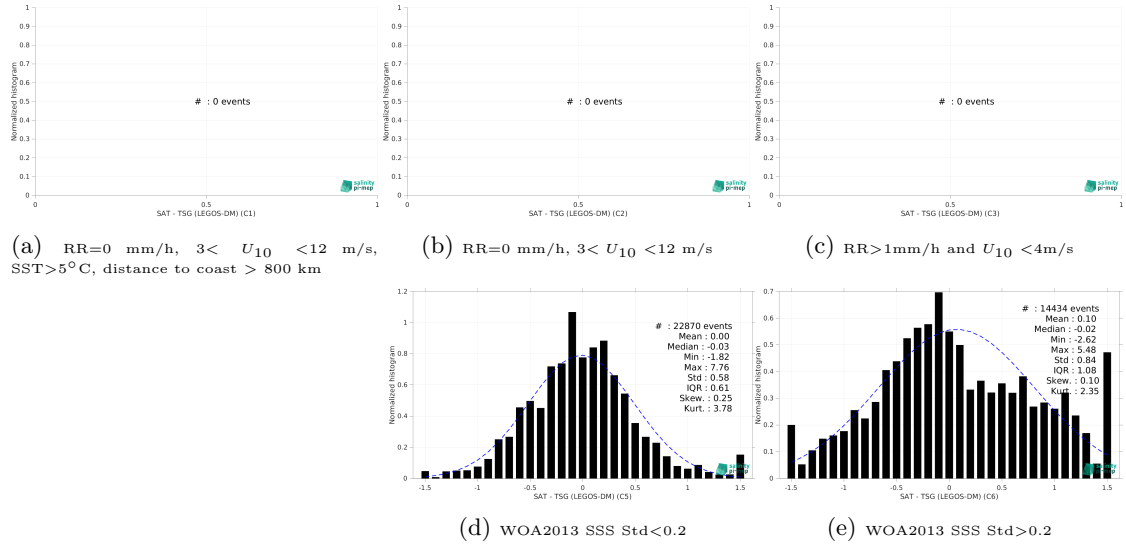 1
0.9
0.8
0.7
0.6
0.5
0.4
0.3
0.2
0.1
0
Normalized histogram
# : 0 events
salinity
pi-mep
0 0.5 1
SAT - TSG (LEGOS-DM) (C1)
1
0.9
0.8
0.7
0.6
0.5
0.4
0.3
0.2
0.1
0
Normalized histogram
# : 0 events
salinity
pi-mep
0 0.5 1
SAT - TSG (LEGOS-DM) (C2)
1
0.9
0.8
0.7
0.6
0.5
0.4
0.3
0.2
0.1
0
Normalized histogram
# : 0 events
salinity
pi-mep
0 0.5 1
SAT - TSG (LEGOS-DM) (C3)
(a) RR=0 mm/h, 3< U10 <12 m/s,
SST>5°C, distance to coast > 800 km
(b) RR=0 mm/h, 3< U10 <12 m/s
(c) RR>1mm/h and U10 <4m/s
1.2
1
0.8
0.6
0.4
0.2
0
Normalized histogram
# : 22870 events
Mean : 0.00
Median : -0.03
Min : -1.82
Max : 7.76
Std : 0.58
IQR : 0.61
Skew. : 0.25
Kurt. : 3.78
salinity
pi-mep
-1.5 -1 -0.5 0 0.5 1 1.5
SAT - TSG (LEGOS-DM) (C5)
0.7
0.6
0.5
0.4
0.3
0.2
0.1
0
Normalized histogram
# : 14434 events
Mean : 0.10
Median : -0.02
Min : -2.62
Max : 5.48
Std : 0.84
IQR : 1.08
Skew. : 0.10
Kurt. : 2.35
salinity
pi-mep
-1.5 -1 -0.5 0 0.5 1 1.5
SAT - TSG (LEGOS-DM) (C6)
(d) WOA2013 SSS Std<0.2
(e) WOA2013 SSS Std>0.2